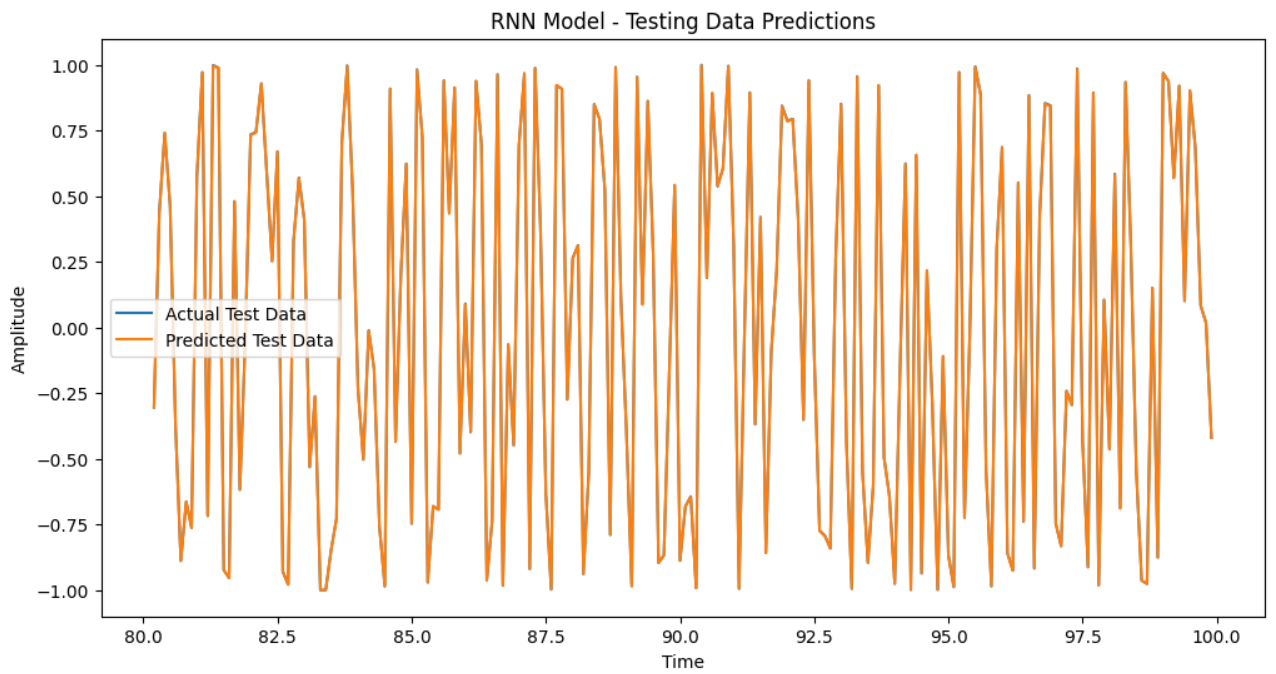 RNN Model - Testing Data Predictions
1.00
0.75
0.50
0.25
0.00
−0.25
−0.50
−0.75
−1.00
Amplitude
Actual Test Data
Predicted Test Data
80.0 82.5 85.0 87.5 90.0 92.5 95.0 97.5 100.0
Time